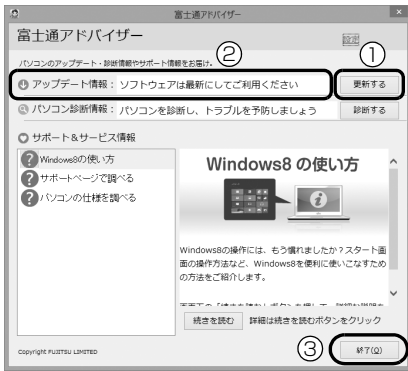 富士通アドバイザー
富士通アドバイザー
設定
パソコンのアップデート・診断情報やサポート情報をお届け。
②
①
アップデート情報： ソフトウェアは最新にしてご利用ください
更新する
パソコン診断情報： パソコンを診断し、トラブルを予防しましょう
診断する
サポート＆サービス情報
Windows8の使い方
サポートページで調べる
パソコンの仕様を調べる
Windows8 の使い方
Windows8の操作には、もう慣れましたか？スタート画
面の操作方法など、Windows8を便利に使いこなすため
の方法をご紹介します。
続きを読む
詳細は続きを読むボタンをクリック
Copyright FUJITSU LIMITED
③
終了(Q)